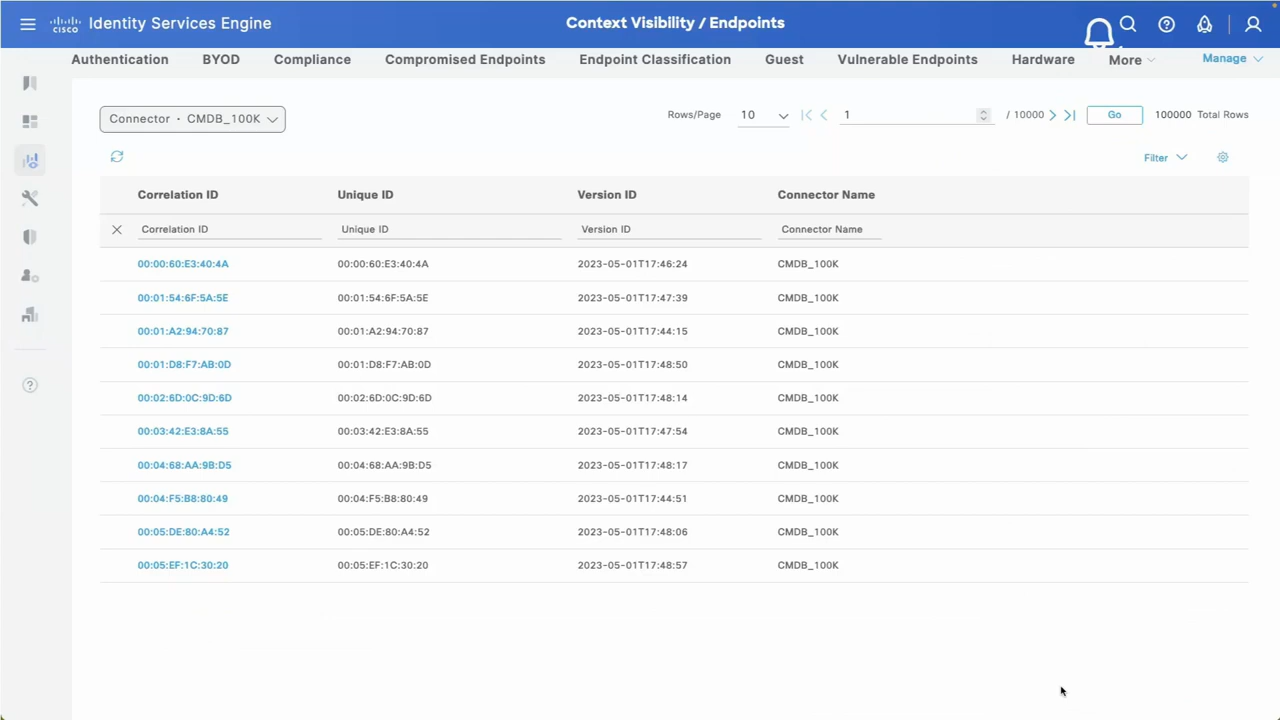 cisco Identity Services Engine
Context Visibility / Endpoints
Authentication BYOD Compliance Compromised Endpoints Endpoint Classification Guest Vulnerable Endpoints Hardware More Manage
Connector · CMDB_100K
Rows/Page 10 1 / 10000 Go 100000 Total Rows
Filter
Correlation ID Unique ID Version ID Connector Name
Correlation ID Unique ID Version ID Connector Name
00:00:60:E3:40:4A 00:00:60:E3:40:4A 2023-05-01T17:46:24 CMDB_100K
00:01:54:6F:5A:5E 00:01:54:6F:5A:5E 2023-05-01T17:47:39 CMDB_100K
00:01:A2:94:70:87 00:01:A2:94:70:87 2023-05-01T17:44:15 CMDB_100K
00:01:D8:F7:AB:0D 00:01:D8:F7:AB:0D 2023-05-01T17:48:50 CMDB_100K
00:02:6D:0C:9D:6D 00:02:6D:0C:9D:6D 2023-05-01T17:48:14 CMDB_100K
00:03:42:E3:8A:55 00:03:42:E3:8A:55 2023-05-01T17:47:54 CMDB_100K
00:04:68:AA:9B:D5 00:04:68:AA:9B:D5 2023-05-01T17:48:17 CMDB_100K
00:04:F5:B8:80:49 00:04:F5:B8:80:49 2023-05-01T17:44:51 CMDB_100K
00:05:DE:80:A4:52 00:05:DE:80:A4:52 2023-05-01T17:48:06 CMDB_100K
00:05:EF:1C:30:20 00:05:EF:1C:30:20 2023-05-01T17:48:57 CMDB_100K